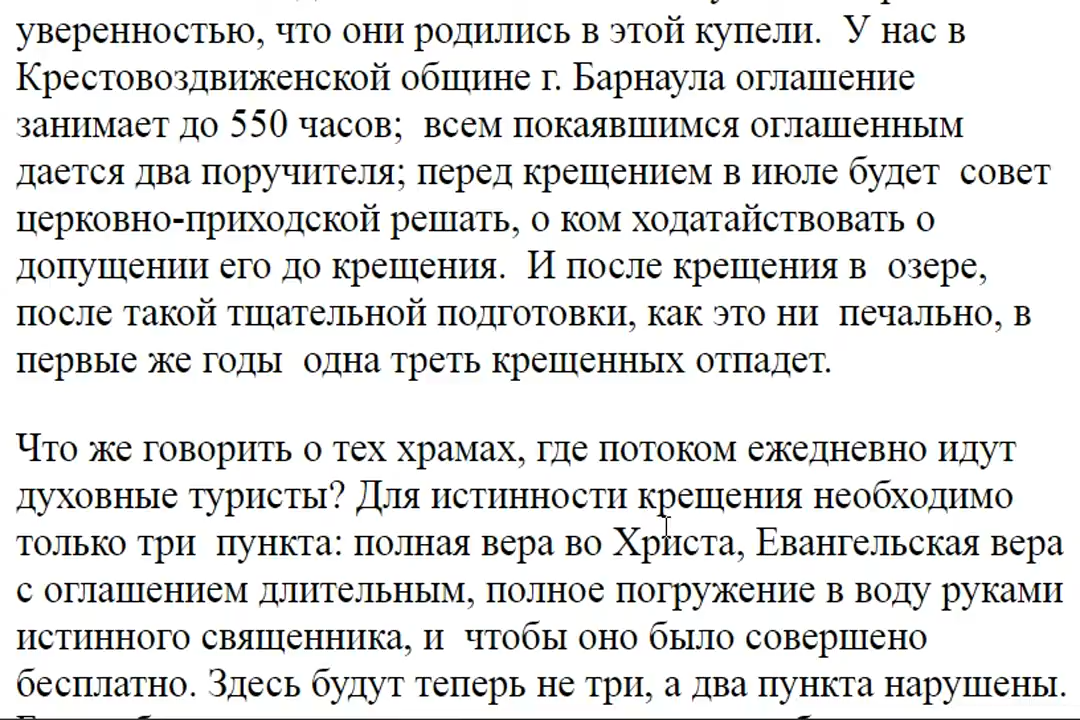 уверенностью, что они родились в этой купели. У нас в
Крестовоздвиженской общине г. Барнаула оглашение
занимает до 550 часов; всем покаявшимся оглашенным
дается два поручителя; перед крещением в июле будет совет
церковно-приходской решать, о ком ходатайствовать о
допущении его до крещения. И после крещения в озере,
после такой тщательной подготовки, как это ни печально, в
первые же годы одна треть крещенных отпадет.
Что же говорить о тех храмах, где потоком ежедневно идут
духовные туристы? Для истинности крещения необходимо
только три пункта: полная вера во Христа, Евангельская вера
с оглашением длительным, полное погружение в воду руками
истинного священника, и чтобы оно было совершено
бесплатно. Здесь будут теперь не три, а два пункта нарушены.